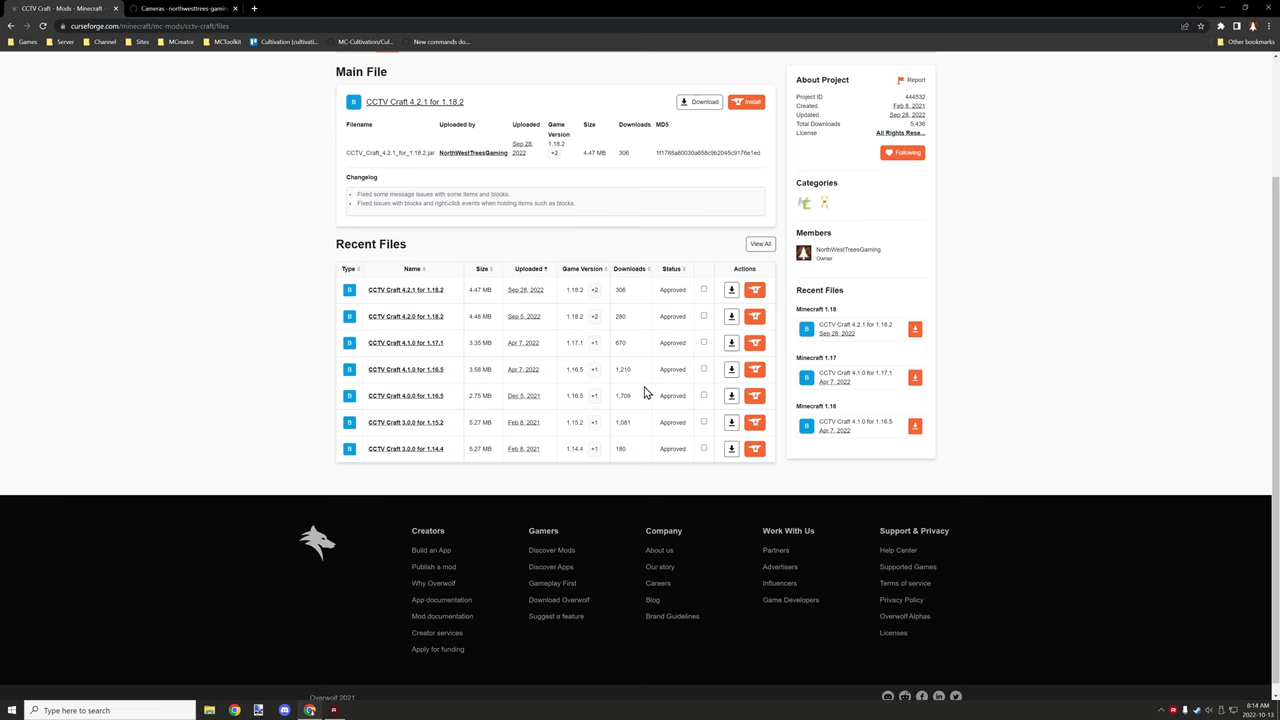 CCTV Craft - Mods - Minecraft
Cameras - northwesttrees-gamin
curseforge.com/minecraft/mc-mods/cctv-craft/files
Games Server Channel Sites MCreator MCToolkit Cultivation (cultivati... MC-Cultivation/Cul... New commands do... Other bookmarks
Main File
B CCTV Craft 4.2.1 for 1.18.2 Download Install
Filename Uploaded by Uploaded Game Version Size Downloads MD5
CCTV_Craft_4.2.1_for_1.18.2.jar NorthWestTreesGaming Sep 28, 2022 1.18.2 +2 4.47 MB 306 1f1788a80030a658c9b2045c9176e1ed
Changelog
Fixed some message issues with some items and blocks.
Fixed issues with blocks and right-click events when holding items such as blocks.
Recent Files View All
Type Name Size Uploaded Game Version Downloads Status Actions
B CCTV Craft 4.2.1 for 1.18.2 4.47 MB Sep 28, 2022 1.18.2 +2 306 Approved
B CCTV Craft 4.2.0 for 1.18.2 4.48 MB Sep 5, 2022 1.18.2 +2 280 Approved
B CCTV Craft 4.1.0 for 1.17.1 3.35 MB Apr 7, 2022 1.17.1 +1 670 Approved
B CCTV Craft 4.1.0 for 1.16.5 3.58 MB Apr 7, 2022 1.16.5 +1 1,210 Approved
B CCTV Craft 4.0.0 for 1.16.5 2.75 MB Dec 5, 2021 1.16.5 +1 1,709 Approved
B CCTV Craft 3.0.0 for 1.15.2 5.27 MB Feb 8, 2021 1.15.2 +1 1,081 Approved
B CCTV Craft 3.0.0 for 1.14.4 5.27 MB Feb 8, 2021 1.14.4 +1 180 Approved
About Project Report
Project ID 444532
Created Feb 8, 2021
Updated Sep 28, 2022
Total Downloads 5,436
License All Rights Rese...
Following
Categories
Members
NorthWestTreesGaming
Owner
Recent Files
Minecraft 1.18
B CCTV Craft 4.2.1 for 1.18.2
Sep 28, 2022
Minecraft 1.17
B CCTV Craft 4.1.0 for 1.17.1
Apr 7, 2022
Minecraft 1.16
B CCTV Craft 4.1.0 for 1.16.5
Apr 7, 2022
Creators
Build an App
Publish a mod
Why Overwolf
App documentation
Mod documentation
Creator services
Apply for funding
Gamers
Discover Mods
Discover Apps
Gameplay First
Download Overwolf
Suggest a feature
Company
About us
Our story
Careers
Blog
Brand Guidelines
Work With Us
Partners
Advertisers
Influencers
Game Developers
Support & Privacy
Help Center
Supported Games
Terms of service
Privacy Policy
Overwolf Alphas
Licenses
Overwolf 2021
Type here to search
8:14 AM
2022-10-13